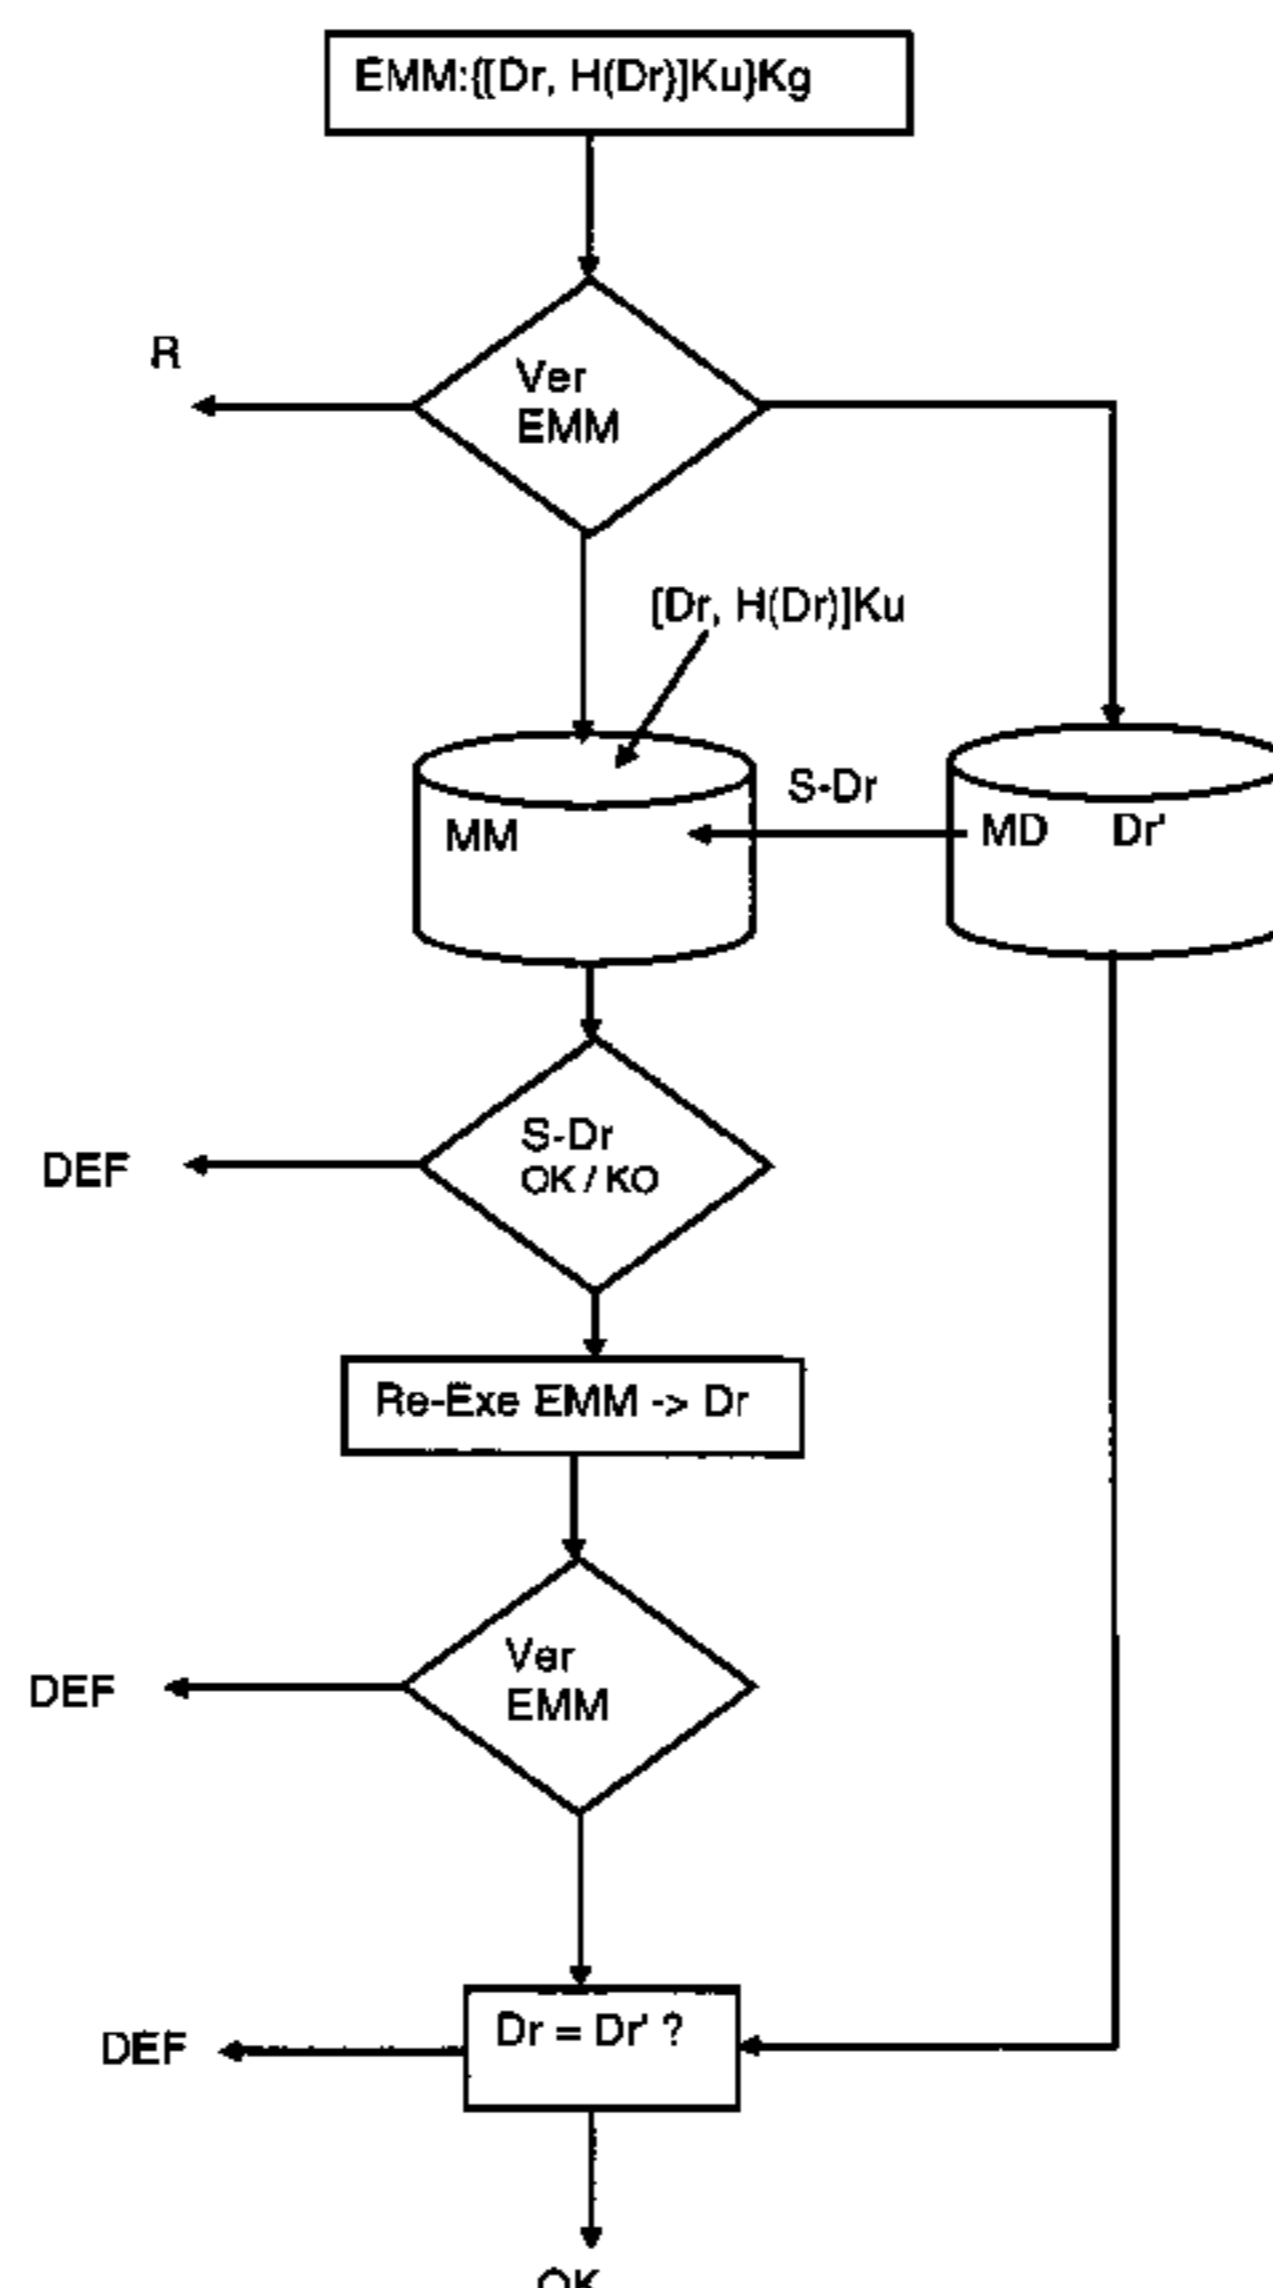 EMM:{[Dr, H(Dr)]Ku}Kg
R
Ver
EMM
[Dr, H(Dr)]Ku
S-Dr
MM
MD Dr'
S-Dr
OK / KO
DEF
Re-Exe EMM -> Dr
Ver
EMM
DEF
Dr = Dr' ?
DEF
OK